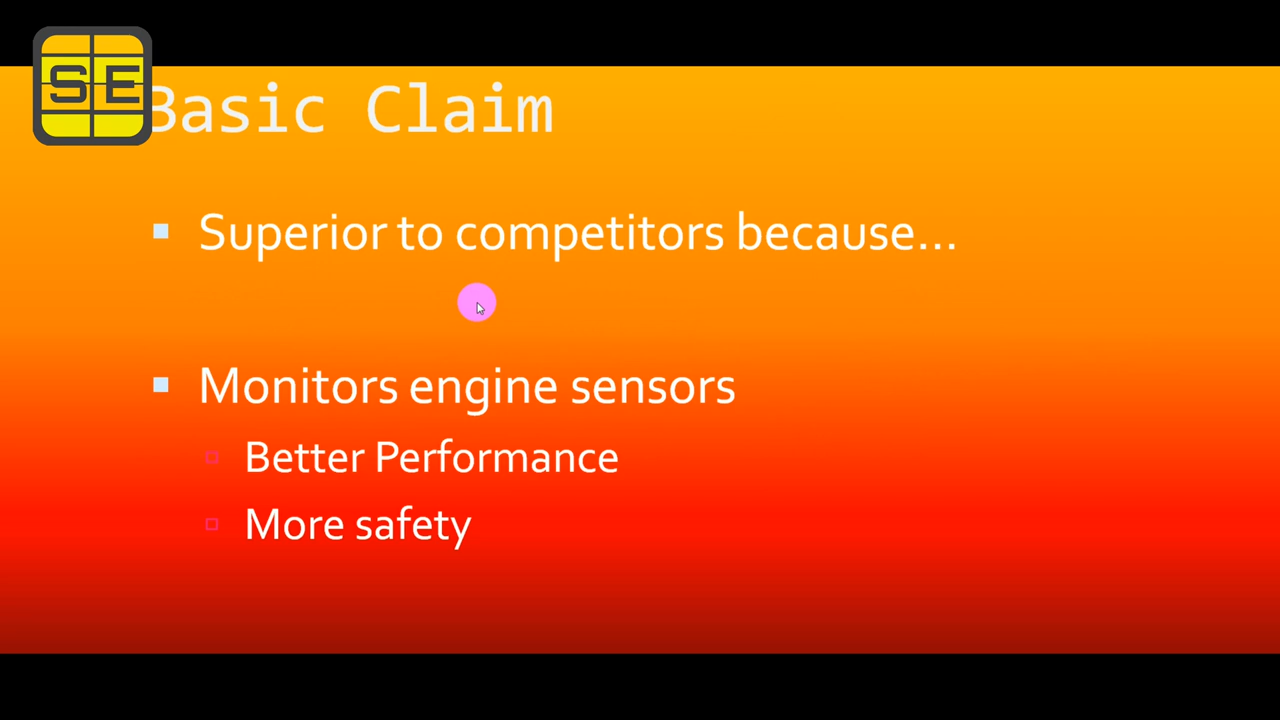 SE
Basic Claim
Superior to competitors because...
Monitors engine sensors
Better Performance
More safety